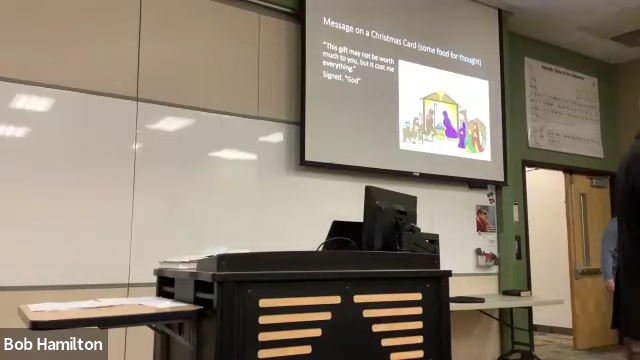 Message on a Christmas Card (some food for thought)
"This gift may not be worth
much to you, but it cost me
everything."
Signed, "God"
Bob Hamilton